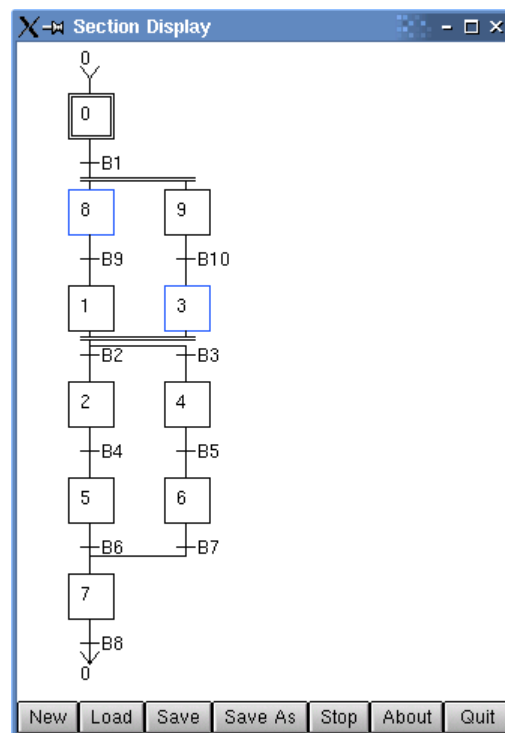 Section Display
0
0
B1
8 9
B9 B10
1 3
B2 B3
2 4
B4 B5
5 6
B6 B7
7
B8
0
New Load Save Save As Stop About Quit